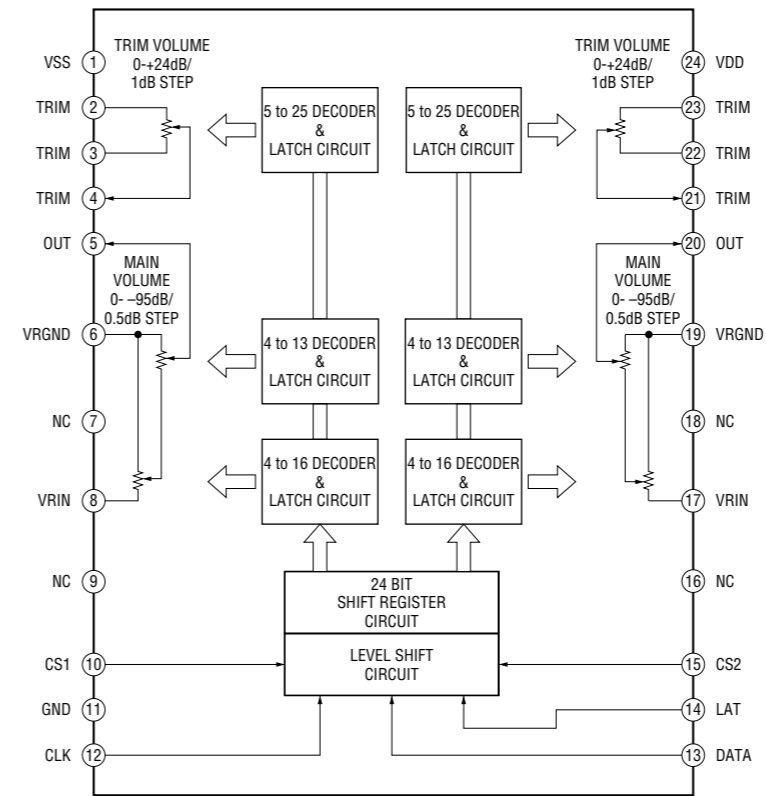 TRIM VOLUME
0-+24dB/
1dB STEP
TRIM VOLUME
0-+24dB/
1dB STEP
VSS 1
24 VDD
TRIM 2
23 TRIM
5 to 25 DECODER
&
LATCH CIRCUIT
5 to 25 DECODER
&
LATCH CIRCUIT
TRIM 3
22 TRIM
TRIM 4
21 TRIM
OUT 5
20 OUT
MAIN
VOLUME
0- –95dB/
0.5dB STEP
MAIN
VOLUME
0- –95dB/
0.5dB STEP
VRGND 6
19 VRGND
4 to 13 DECODER
&
LATCH CIRCUIT
4 to 13 DECODER
&
LATCH CIRCUIT
NC 7
18 NC
4 to 16 DECODER
&
LATCH CIRCUIT
4 to 16 DECODER
&
LATCH CIRCUIT
VRIN 8
17 VRIN
NC 9
16 NC
24 BIT
SHIFT REGISTER
CIRCUIT
LEVEL SHIFT
CIRCUIT
CS1 10
15 CS2
GND 11
14 LAT
CLK 12
13 DATA